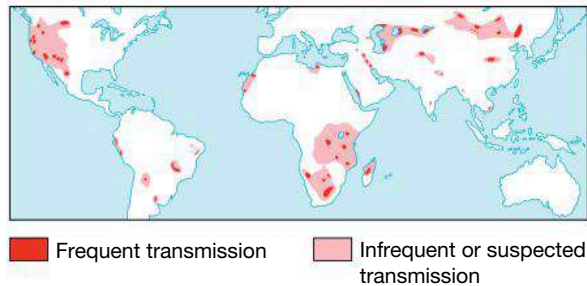 Frequent transmission
Infrequent or suspected
transmission